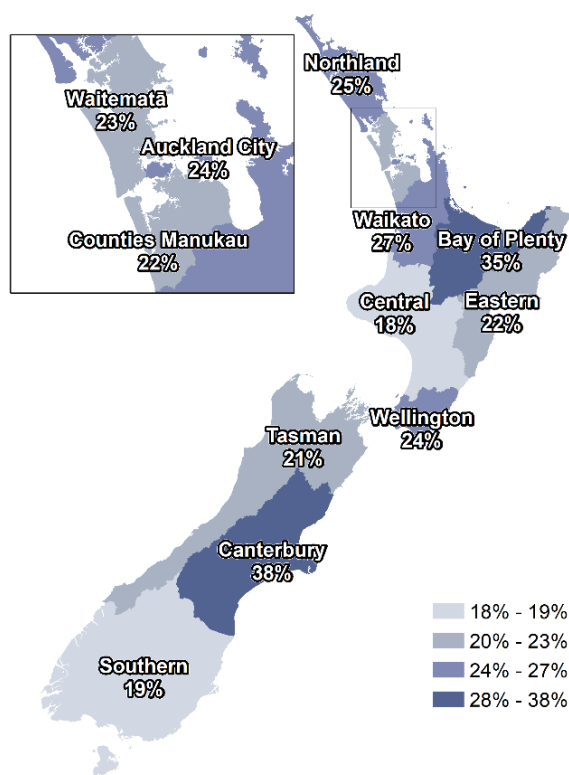 Northland
25%
Waitematā
23%
Auckland City
24%
Counties Manukau
22%
Waikato
27%
Bay of Plenty
35%
Central
18%
Eastern
22%
Wellington
24%
Tasman
21%
Canterbury
38%
Southern
19%
18% - 19%
20% - 23%
24% - 27%
28% - 38%